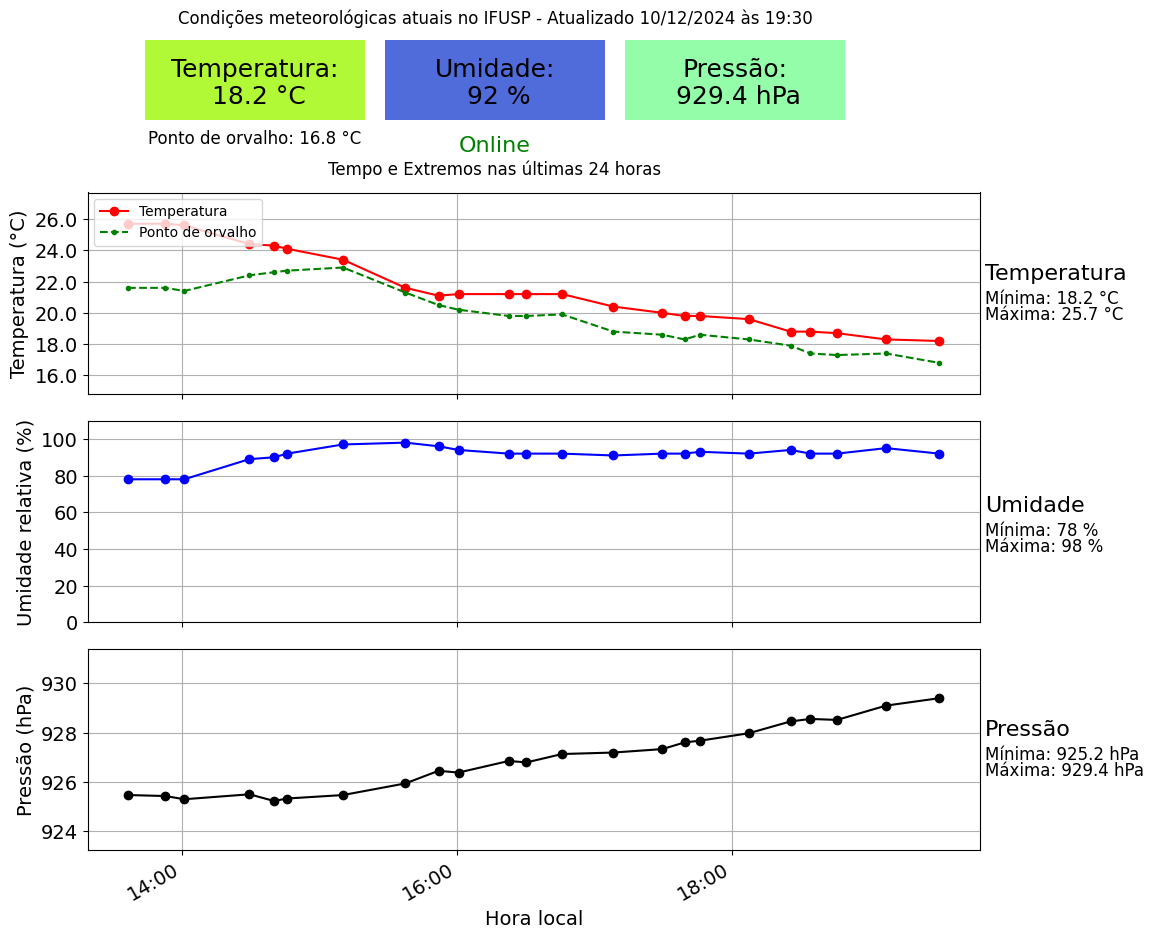 Condições meteorológicas atuais no IFUSP - Atualizado 10/12/2024 às 19:30
Temperatura:
18.2 °C
Umidade:
92 %
Pressão:
929.4 hPa
Ponto de orvalho: 16.8 °C
Online
Tempo e Extremos nas últimas 24 horas
Temperatura (°C)
26.0
24.0
22.0
20.0
18.0
16.0
Temperatura
Ponto de orvalho
Temperatura
Mínima: 18.2 °C
Máxima: 25.7 °C
Umidade relativa (%)
100
80
60
40
20
0
Umidade
Mínima: 78 %
Máxima: 98 %
Pressão (hPa)
930
928
926
924
Pressão
Mínima: 925.2 hPa
Máxima: 929.4 hPa
14:00
16:00
18:00
Hora local